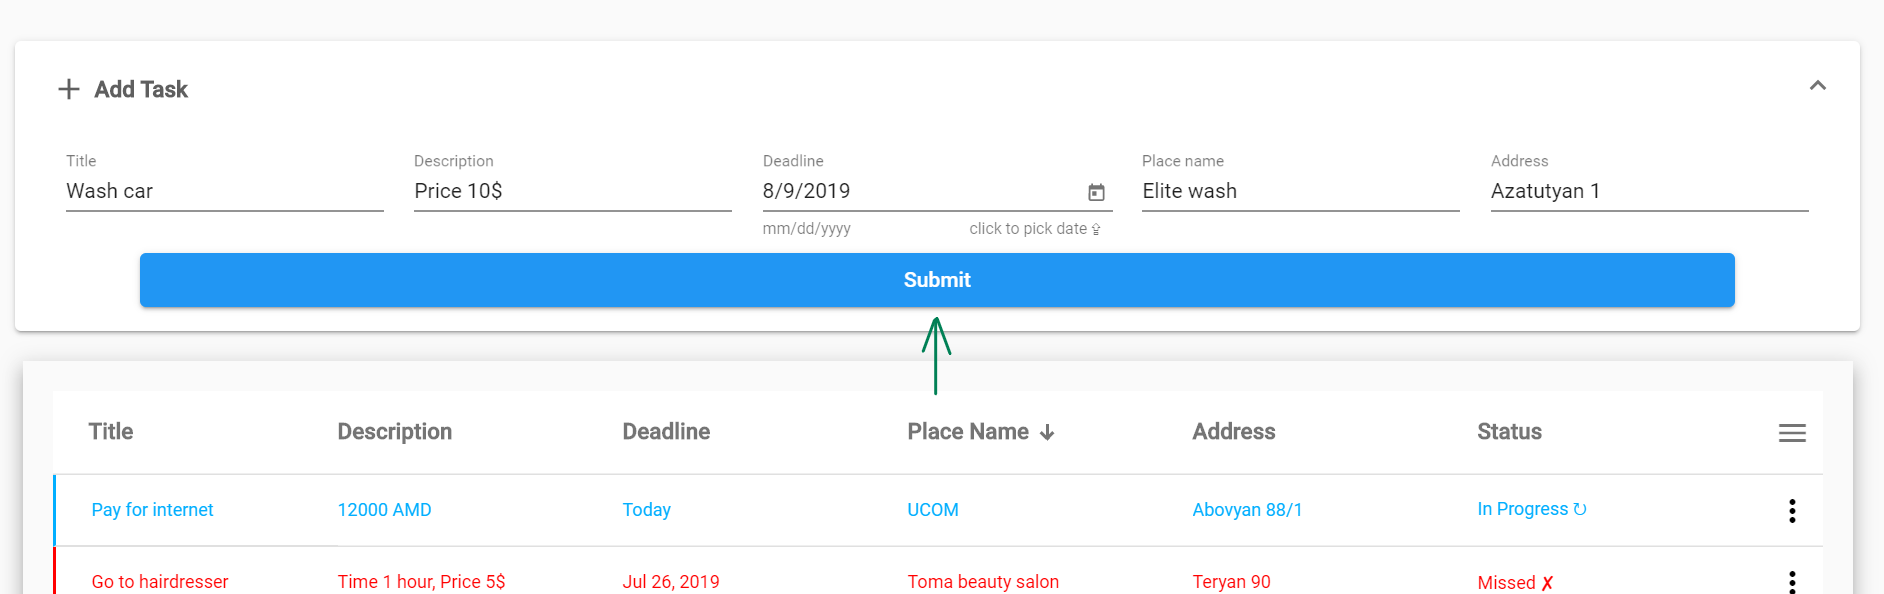 Add Task
Title Description Deadline Place name Address
Wash car Price 10$ 8/9/2019 Elite wash Azatutyan 1
mm/dd/yyyy click to pick date⇪
Submit
Title Description Deadline Place Name ↓ Address Status
Pay for internet 12000 AMD Today UCOM Abovyan 88/1 In Progress ↻
Go to hairdresser Time 1 hour, Price 5$ Jul 26, 2019 Toma beauty salon Teryan 90 Missed ✗